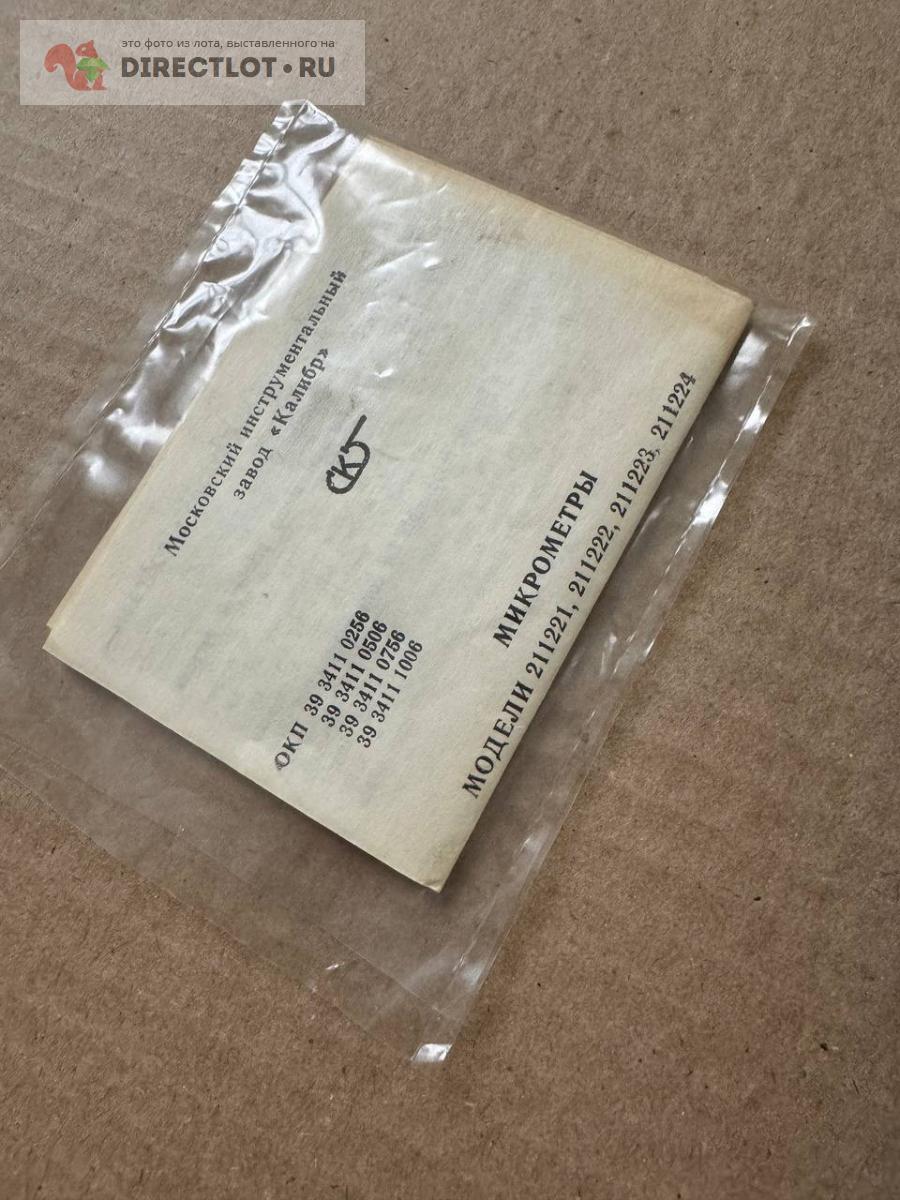 это фото из лота, выставленного на
DIRECTLOT•RU
Московский инструментальный
завод «Калибр»
ОКП 39 3411 0256
39 3411 0506
39 3411 0756
39 3411 1006
МИКРОМЕТРЫ
МОДЕЛИ 211221, 211222, 211223, 211224